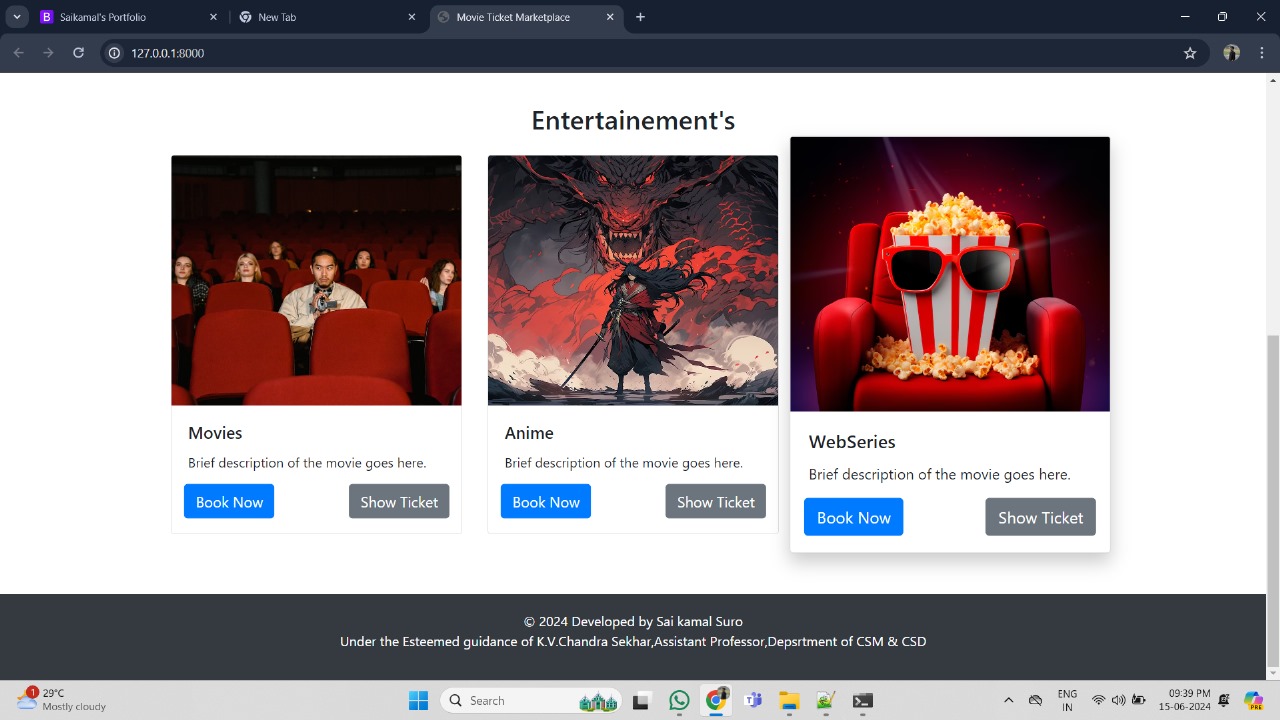 Saikamal's Portfolio
New Tab
Movie Ticket Marketplace
127.0.0.1:8000
Entertainement's
Movies
Brief description of the movie goes here.
Book Now
Show Ticket
Anime
Brief description of the movie goes here.
Book Now
Show Ticket
WebSeries
Brief description of the movie goes here.
Book Now
Show Ticket
© 2024 Developed by Sai kamal Suro
Under the Esteemed guidance of K.V.Chandra Sekhar,Assistant Professor,Depsrtment of CSM & CSD
1
29°C
Mostly cloudy
Search
ENG
IN
09:39 PM
15-06-2024
PRE